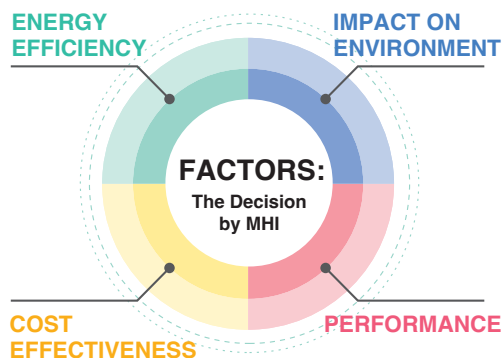 ENERGY
EFFICIENCY
IMPACT ON
ENVIRONMENT
FACTORS:
The Decision
by MHI
COST
EFFECTIVENESS
PERFORMANCE